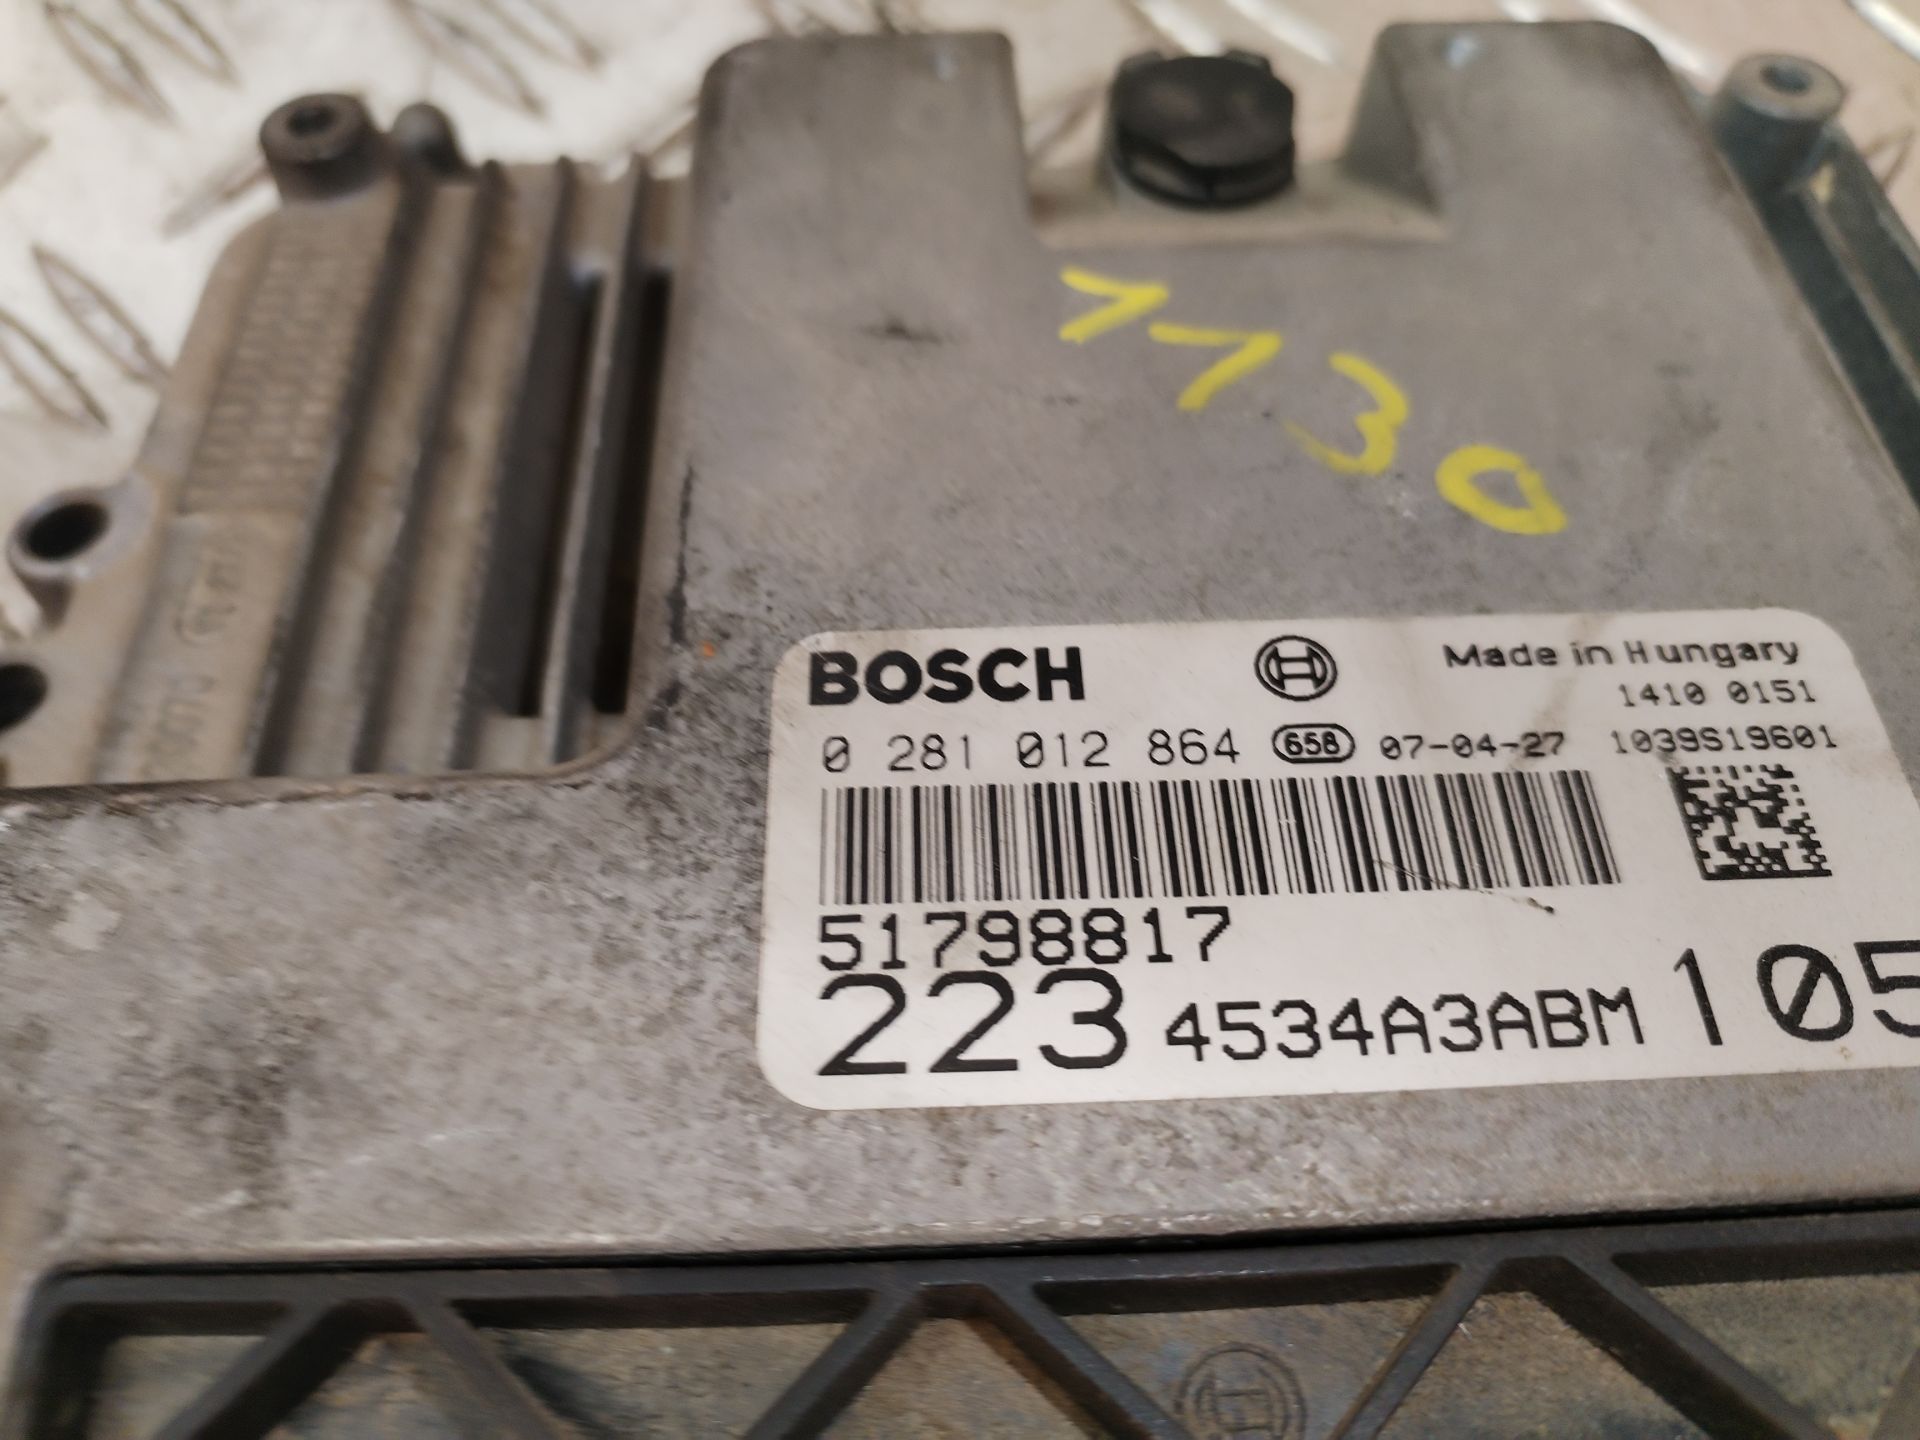 1130
BOSCH
Made in Hungary
1410 0151
0 281 012 864 658 07-04-27 1039S19601
51798817
223 4534A3ABM 105